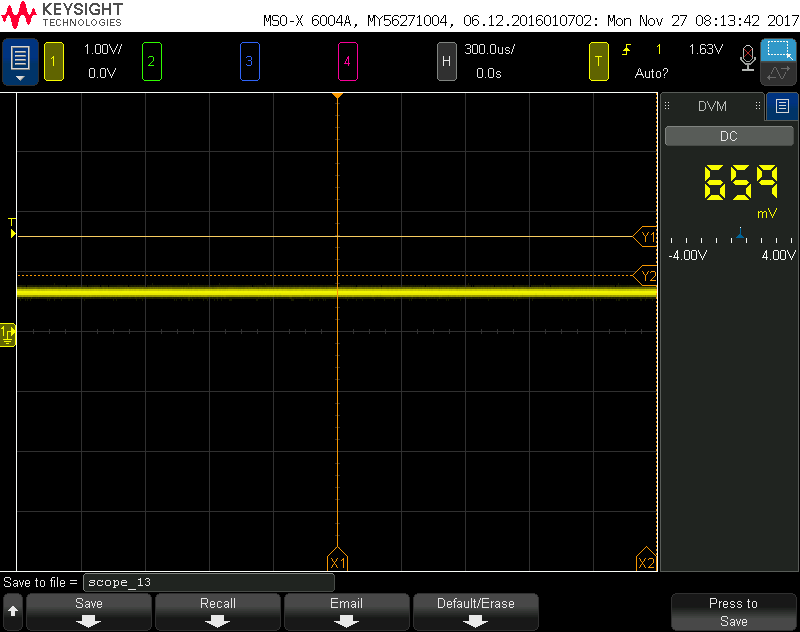 KEYSIGHT
TECHNOLOGIES
MSO-X 6004A, MY56271004, 06.12.2016010702: Mon Nov 27 08:13:42 2017
1 1.00V/ 2 3 4 H 300.0us/ T 1 1.63V
0.0V 0.0s Auto?
DVM
DC
659
mV
-4.00V 4.00V
T
Y1
Y2
1
X1 X2
Save to file = scope_13
Save Recall Email Default/Erase Press to
Save